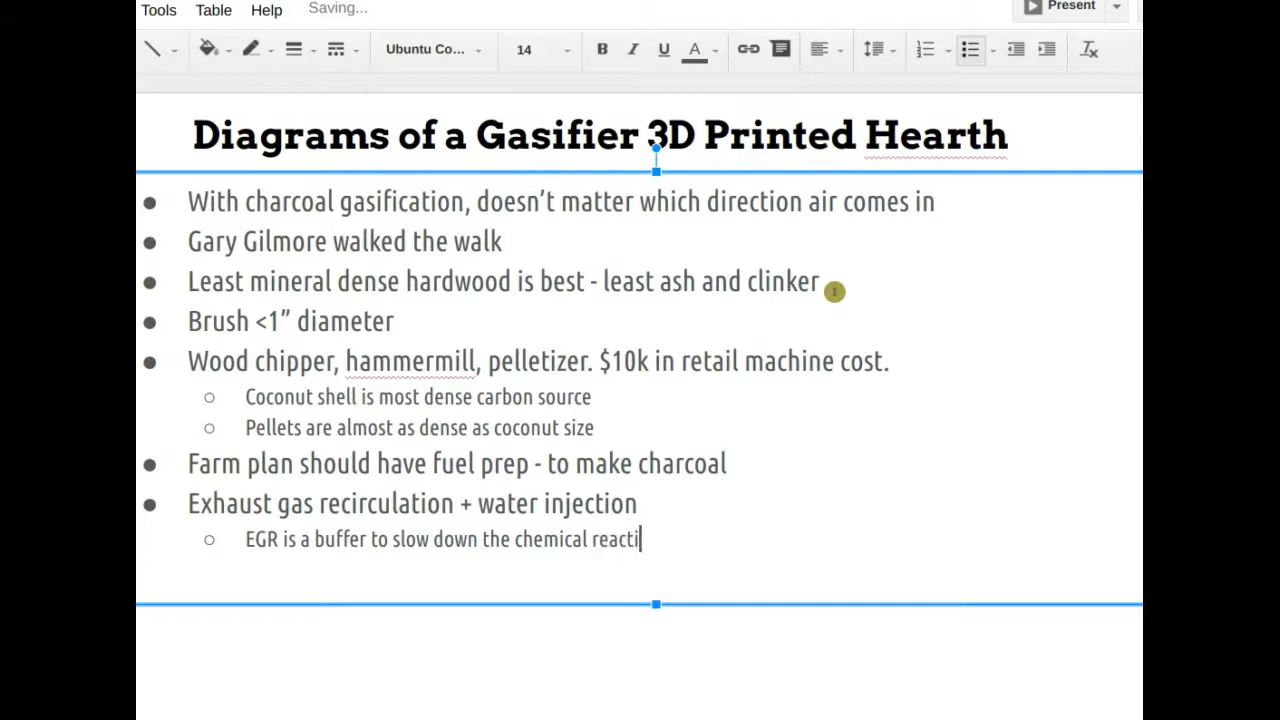 Tools Table Help Saving... Present
Ubuntu Co... 14 B I U A
Diagrams of a Gasifier 3D Printed Hearth
● With charcoal gasification, doesn’t matter which direction air comes in
● Gary Gilmore walked the walk
● Least mineral dense hardwood is best - least ash and clinker
● Brush <1” diameter
● Wood chipper, hammermill, pelletizer. $10k in retail machine cost.
○ Coconut shell is most dense carbon source
○ Pellets are almost as dense as coconut size
● Farm plan should have fuel prep - to make charcoal
● Exhaust gas recirculation + water injection
○ EGR is a buffer to slow down the chemical reacti